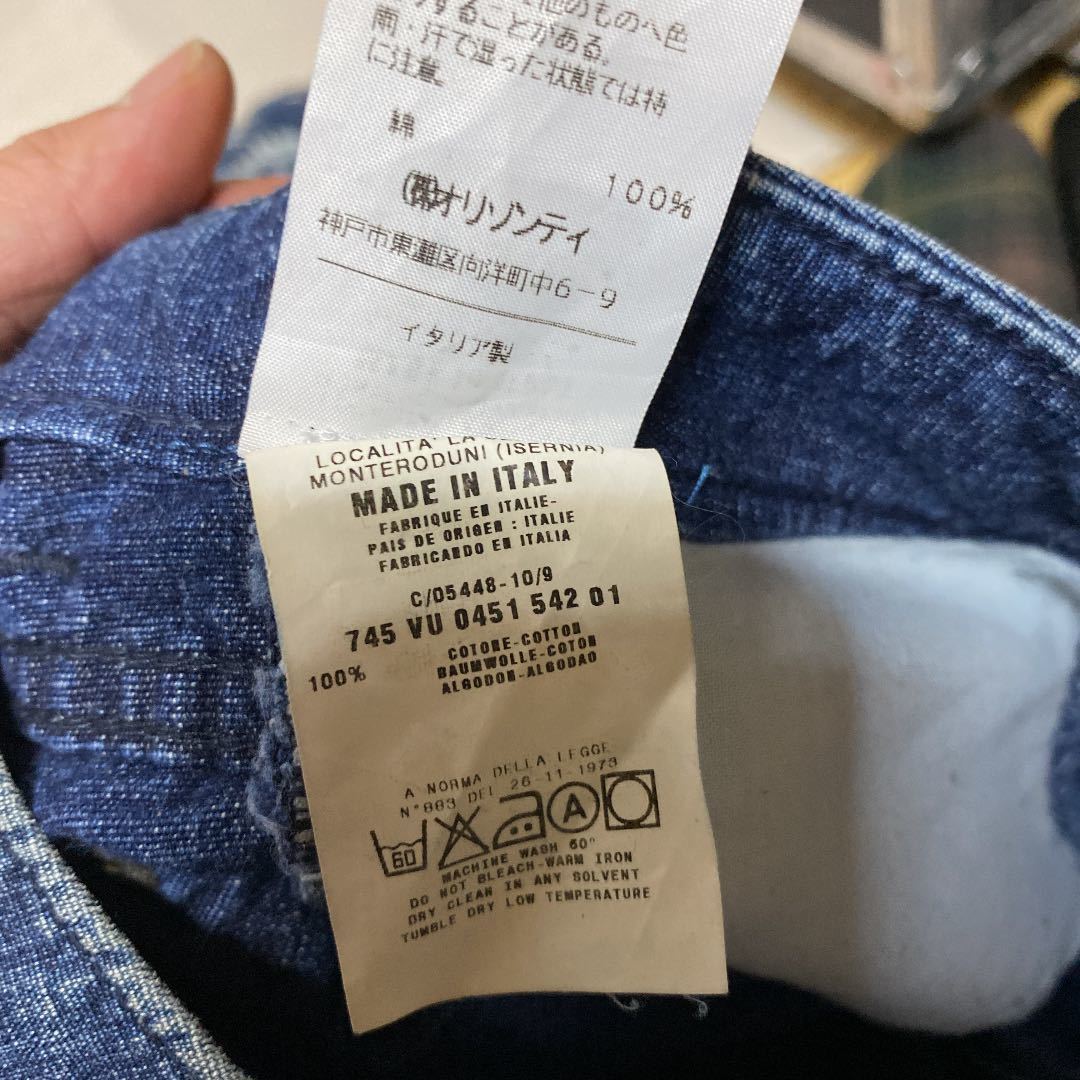 他のものへ色
することがある。
雨・汗で湿った状態では特
に注意。
綿 100%
(株)オリゾンティ
神戸市東灘区向洋町中6-9
イタリア製
LOCALITA' LA
MONTERODUNI (ISERNIA)
MADE IN ITALY
FABRIQUE EN ITALIE-
PAIS DE ORIGEN : ITALIE
FABRICANDO EN ITALIA
C/05448-10/9
745 VU 0451 542 01
100% COTONE-COTTON
BAUMWOLLE-COTON
ALGODON-ALGODAO
A NORMA DELLA LEGGE
N°883 DEL 26-11-1973
60 A
MACHINE WASH 60°
DO NOT BLEACH-WARM IRON
DRY CLEAN IN ANY SOLVENT
TUMBLE DRY LOW TEMPERATURE